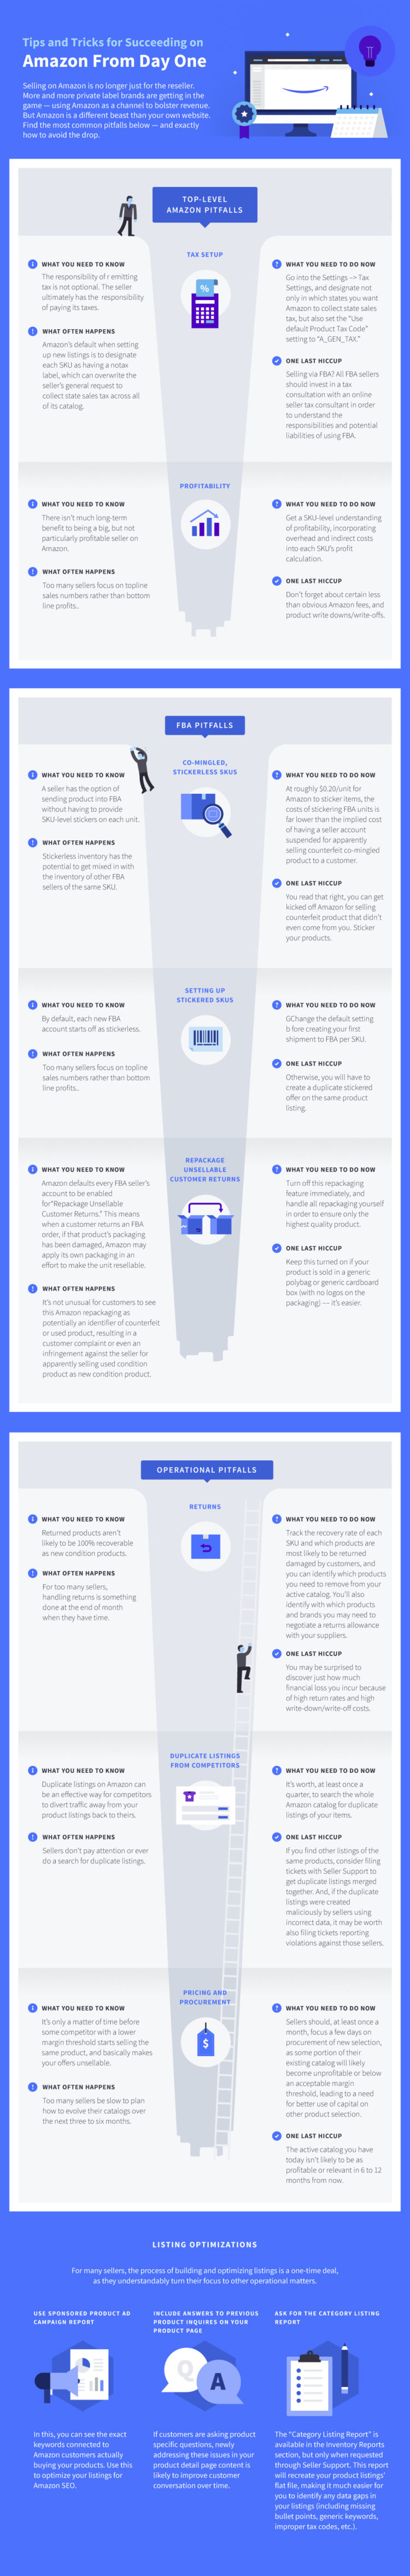 Tips and Tricks for Succeeding on
Amazon From Day One
Selling on Amazon is no longer just for the reseller.
More and more private label brands are getting in the
game — using Amazon as a channel to bolster revenue.
But Amazon is a different beast than your own website.
Find the most common pitfalls below — and exactly
how to avoid the drop.
TOP-LEVEL
AMAZON PITFALLS
TAX SETUP
WHAT YOU NEED TO KNOW
The responsibility of r emitting
tax is not optional. The seller
ultimately has the responsibility
of paying its taxes.
WHAT OFTEN HAPPENS
Amazon's default when setting
up new listings is to designate
each SKU as having a notax
label, which can overwrite the
seller's general request to
collect state sales tax across all
of its catalog.
%
WHAT YOU NEED TO DO NOW
Go into the Settings –> Tax
Settings, and designate not
only in which states you want
Amazon to collect state sales
tax, but also set the "Use
default Product Tax Code"
setting to "A_GEN_TAX."
ONE LAST HICCUP
Selling via FBA? All FBA sellers
should invest in a tax
consultation with an online
seller tax consultant in order
to understand the
responsibilities and potential
liabilities of using FBA.
PROFITABILITY
WHAT YOU NEED TO KNOW
There isn't much long-term
benefit to being a big, but not
particularly profitable seller on
Amazon.
WHAT OFTEN HAPPENS
Too many sellers focus on topline
sales numbers rather than bottom
line profits..
WHAT YOU NEED TO DO NOW
Get a SKU-level understanding
of profitability, incorporating
overhead and indirect costs
into each SKU's profit
calculation.
ONE LAST HICCUP
Don't forget about certain less
than obvious Amazon fees, and
product write downs/write-offs.
FBA PITFALLS
CO-MINGLED,
STICKERLESS SKUS
WHAT YOU NEED TO KNOW
A seller has the option of
sending product into FBA
without having to provide
SKU-level stickers on each unit.
WHAT OFTEN HAPPENS
Stickerless inventory has the
potential to get mixed in with
the inventory of other FBA
sellers of the same SKU.
WHAT YOU NEED TO DO NOW
At roughly $0.20/unit for
Amazon to sticker items, the
costs of stickering FBA units is
far lower than the implied cost
of having a seller account
suspended for apparently
selling counterfeit co-mingled
product to a customer.
ONE LAST HICCUP
You read that right, you can get
kicked off Amazon for selling
counterfeit product that didn't
even come from you. Sticker
your products.
SETTING UP
STICKERED SKUS
WHAT YOU NEED TO KNOW
By default, each new FBA
account starts off as stickerless.
WHAT OFTEN HAPPENS
Too many sellers focus on topline
sales numbers rather than bottom
line profits..
WHAT YOU NEED TO DO NOW
GChange the default setting
b fore creating your first
shipment to FBA per SKU.
ONE LAST HICCUP
Otherwise, you will have to
create a duplicate stickered
offer on the same product
listing.
REPACKAGE
UNSELLABLE
CUSTOMER RETURNS
WHAT YOU NEED TO KNOW
Amazon defaults every FBA seller's
account to be enabled
for"Repackage Unsellable
Customer Returns." This means
when a customer returns an FBA
order, if that product's packaging
has been damaged, Amazon may
apply its own packaging in an
effort to make the unit resellable.
WHAT OFTEN HAPPENS
It's not unusual for customers to see
this Amazon repackaging as
potentially an identifier of counterfeit
or used product, resulting in a
customer complaint or even an
infringement against the seller for
apparently selling used condition
product as new condition product.
WHAT YOU NEED TO DO NOW
Turn off this repackaging
feature immediately, and
handle all repackaging yourself
in order to ensure only the
highest quality product.
ONE LAST HICCUP
Keep this turned on if your
product is sold in a generic
polybag or generic cardboard
box (with no logos on the
packaging) –– it's easier.
OPERATIONAL PITFALLS
RETURNS
WHAT YOU NEED TO KNOW
Returned products aren't
likely to be 100% recoverable
as new condition products.
WHAT OFTEN HAPPENS
For too many sellers,
handling returns is something
done at the end of month
when they have time.
WHAT YOU NEED TO DO NOW
Track the recovery rate of each
SKU and which products are
most likely to be returned
damaged by customers, and
you can identify which products
you need to remove from your
active catalog. You'll also
identify with which products
and brands you may need to
negotiate a returns allowance
with your suppliers.
ONE LAST HICCUP
You may be surprised to
discover just how much
financial loss you incur because
of high return rates and high
write-down/write-off costs.
DUPLICATE LISTINGS
FROM COMPETITORS
WHAT YOU NEED TO KNOW
Duplicate listings on Amazon can
be an effective way for competitors
to divert traffic away from your
product listings back to theirs.
WHAT OFTEN HAPPENS
Sellers don't pay attention or ever
do a search for duplicate listings.
WHAT YOU NEED TO DO NOW
It's worth, at least once a
quarter, to search the whole
Amazon catalog for duplicate
listings of your items.
ONE LAST HICCUP
If you find other listings of the
same products, consider filing
tickets with Seller Support to
get duplicate listings merged
together. And, if the duplicate
listings were created
maliciously by sellers using
incorrect data, it may be worth
also filing tickets reporting
violations against those sellers.
PRICING AND
PROCUREMENT
WHAT YOU NEED TO KNOW
It's only a matter of time before
some competitor with a lower
margin threshold starts selling the
same product, and basically makes
your offers unsellable.
WHAT OFTEN HAPPENS
Too many sellers be slow to plan
how to evolve their catalogs over
the next three to six months.
$
WHAT YOU NEED TO DO NOW
Sellers should, at least once a
month, focus a few days on
procurement of new selection,
as some portion of their
existing catalog will likely
become unprofitable or below
an acceptable margin
threshold, leading to a need
for better use of capital on
other product selection.
ONE LAST HICCUP
The active catalog you have
today isn't likely to be as
profitable or relevant in 6 to 12
months from now.
LISTING OPTIMIZATIONS
For many sellers, the process of building and optimizing listings is a one-time deal,
as they understandably turn their focus to other operational matters.
USE SPONSORED PRODUCT AD
CAMPAIGN REPORT
In this, you can see the exact
keywords connected to
Amazon customers actually
buying your products. Use this
to optimize your listings for
Amazon SEO.
INCLUDE ANSWERS TO PREVIOUS
PRODUCT INQUIRES ON YOUR
PRODUCT PAGE
Q
A
If customers are asking product
specific questions, newly
addressing these issues in your
product detail page content is
likely to improve customer
conversation over time.
ASK FOR THE CATEGORY LISTING
REPORT
The "Category Listing Report" is
available in the Inventory Reports
section, but only when requested
through Seller Support. This report
will recreate your product listings'
flat file, making it much easier for
you to identify any data gaps in
your listings (including missing
bullet points, generic keywords,
improper tax codes, etc.).